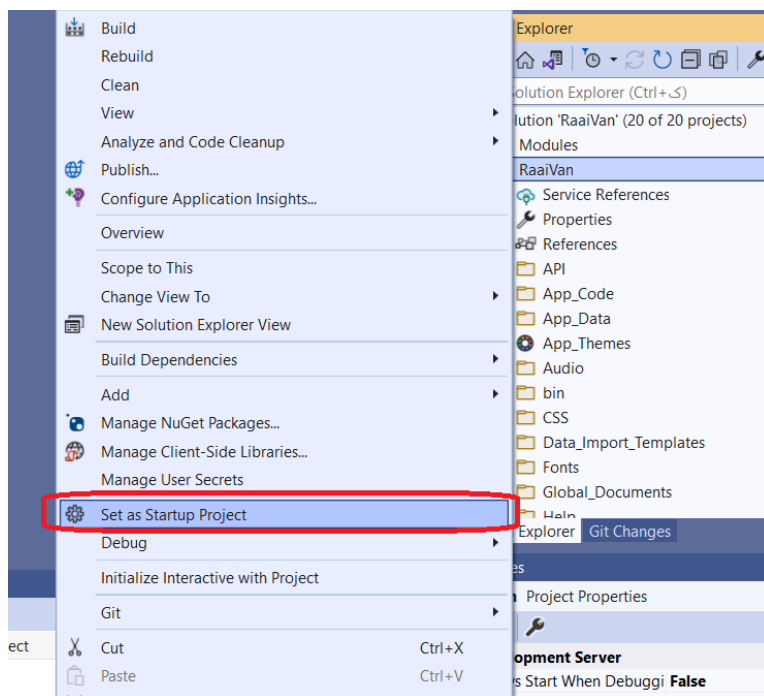 Build
Rebuild
Clean
View
Analyze and Code Cleanup
Publish...
Configure Application Insights...
Overview
Scope to This
Change View To
New Solution Explorer View
Build Dependencies
Add
Manage NuGet Packages...
Manage Client-Side Libraries...
Manage User Secrets
Set as Startup Project
Debug
Initialize Interactive with Project
Git
Cut Ctrl+X
Paste Ctrl+V
ect
Explorer
olution Explorer (Ctrl+ک)
lution 'RaaiVan' (20 of 20 projects)
Modules
RaaiVan
Service References
Properties
References
API
App_Code
App_Data
App_Themes
Audio
bin
CSS
Data_Import_Templates
Fonts
Global_Documents
Help
Explorer Git Changes
es
Project Properties
opment Server
s Start When Debuggi False